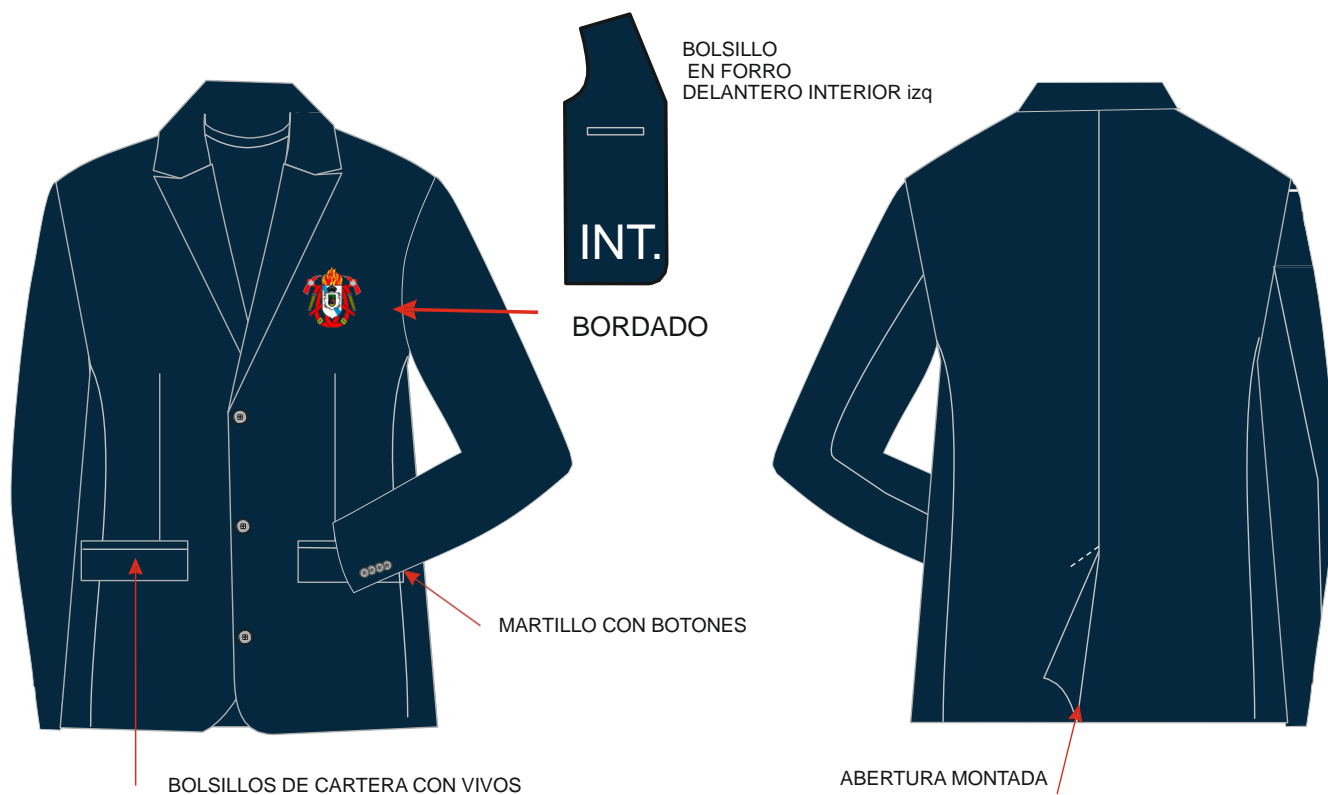 BOLSILLO
EN FORRO
DELANTERO INTERIOR izq
INT.
BORDADO
MARTILLO CON BOTONES
BOLSILLOS DE CARTERA CON VIVOS
ABERTURA MONTADA